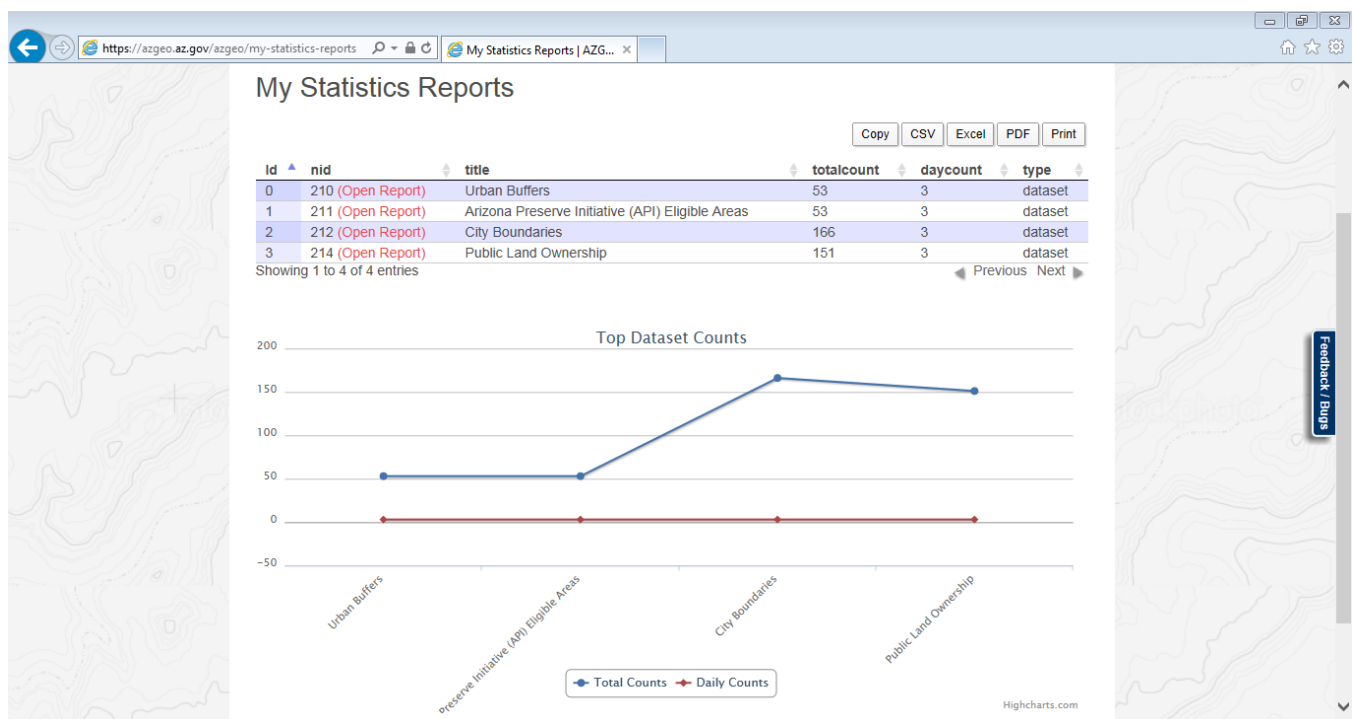 https://azgeo.az.gov/azgeo/my-statistics-reports
My Statistics Reports | AZG...
My Statistics Reports
Copy CSV Excel PDF Print
Id nid title totalcount daycount type
0 210 (Open Report) Urban Buffers 53 3 dataset
1 211 (Open Report) Arizona Preserve Initiative (API) Eligible Areas 53 3 dataset
2 212 (Open Report) City Boundaries 166 3 dataset
3 214 (Open Report) Public Land Ownership 151 3 dataset
Showing 1 to 4 of 4 entries
Previous Next
Top Dataset Counts
200
150
100
50
0
-50
Urban Buffers
Preserve Initiative (API) Eligible Areas
City Boundaries
Public Land Ownership
Total Counts Daily Counts
Highcharts.com
Feedback / Bugs